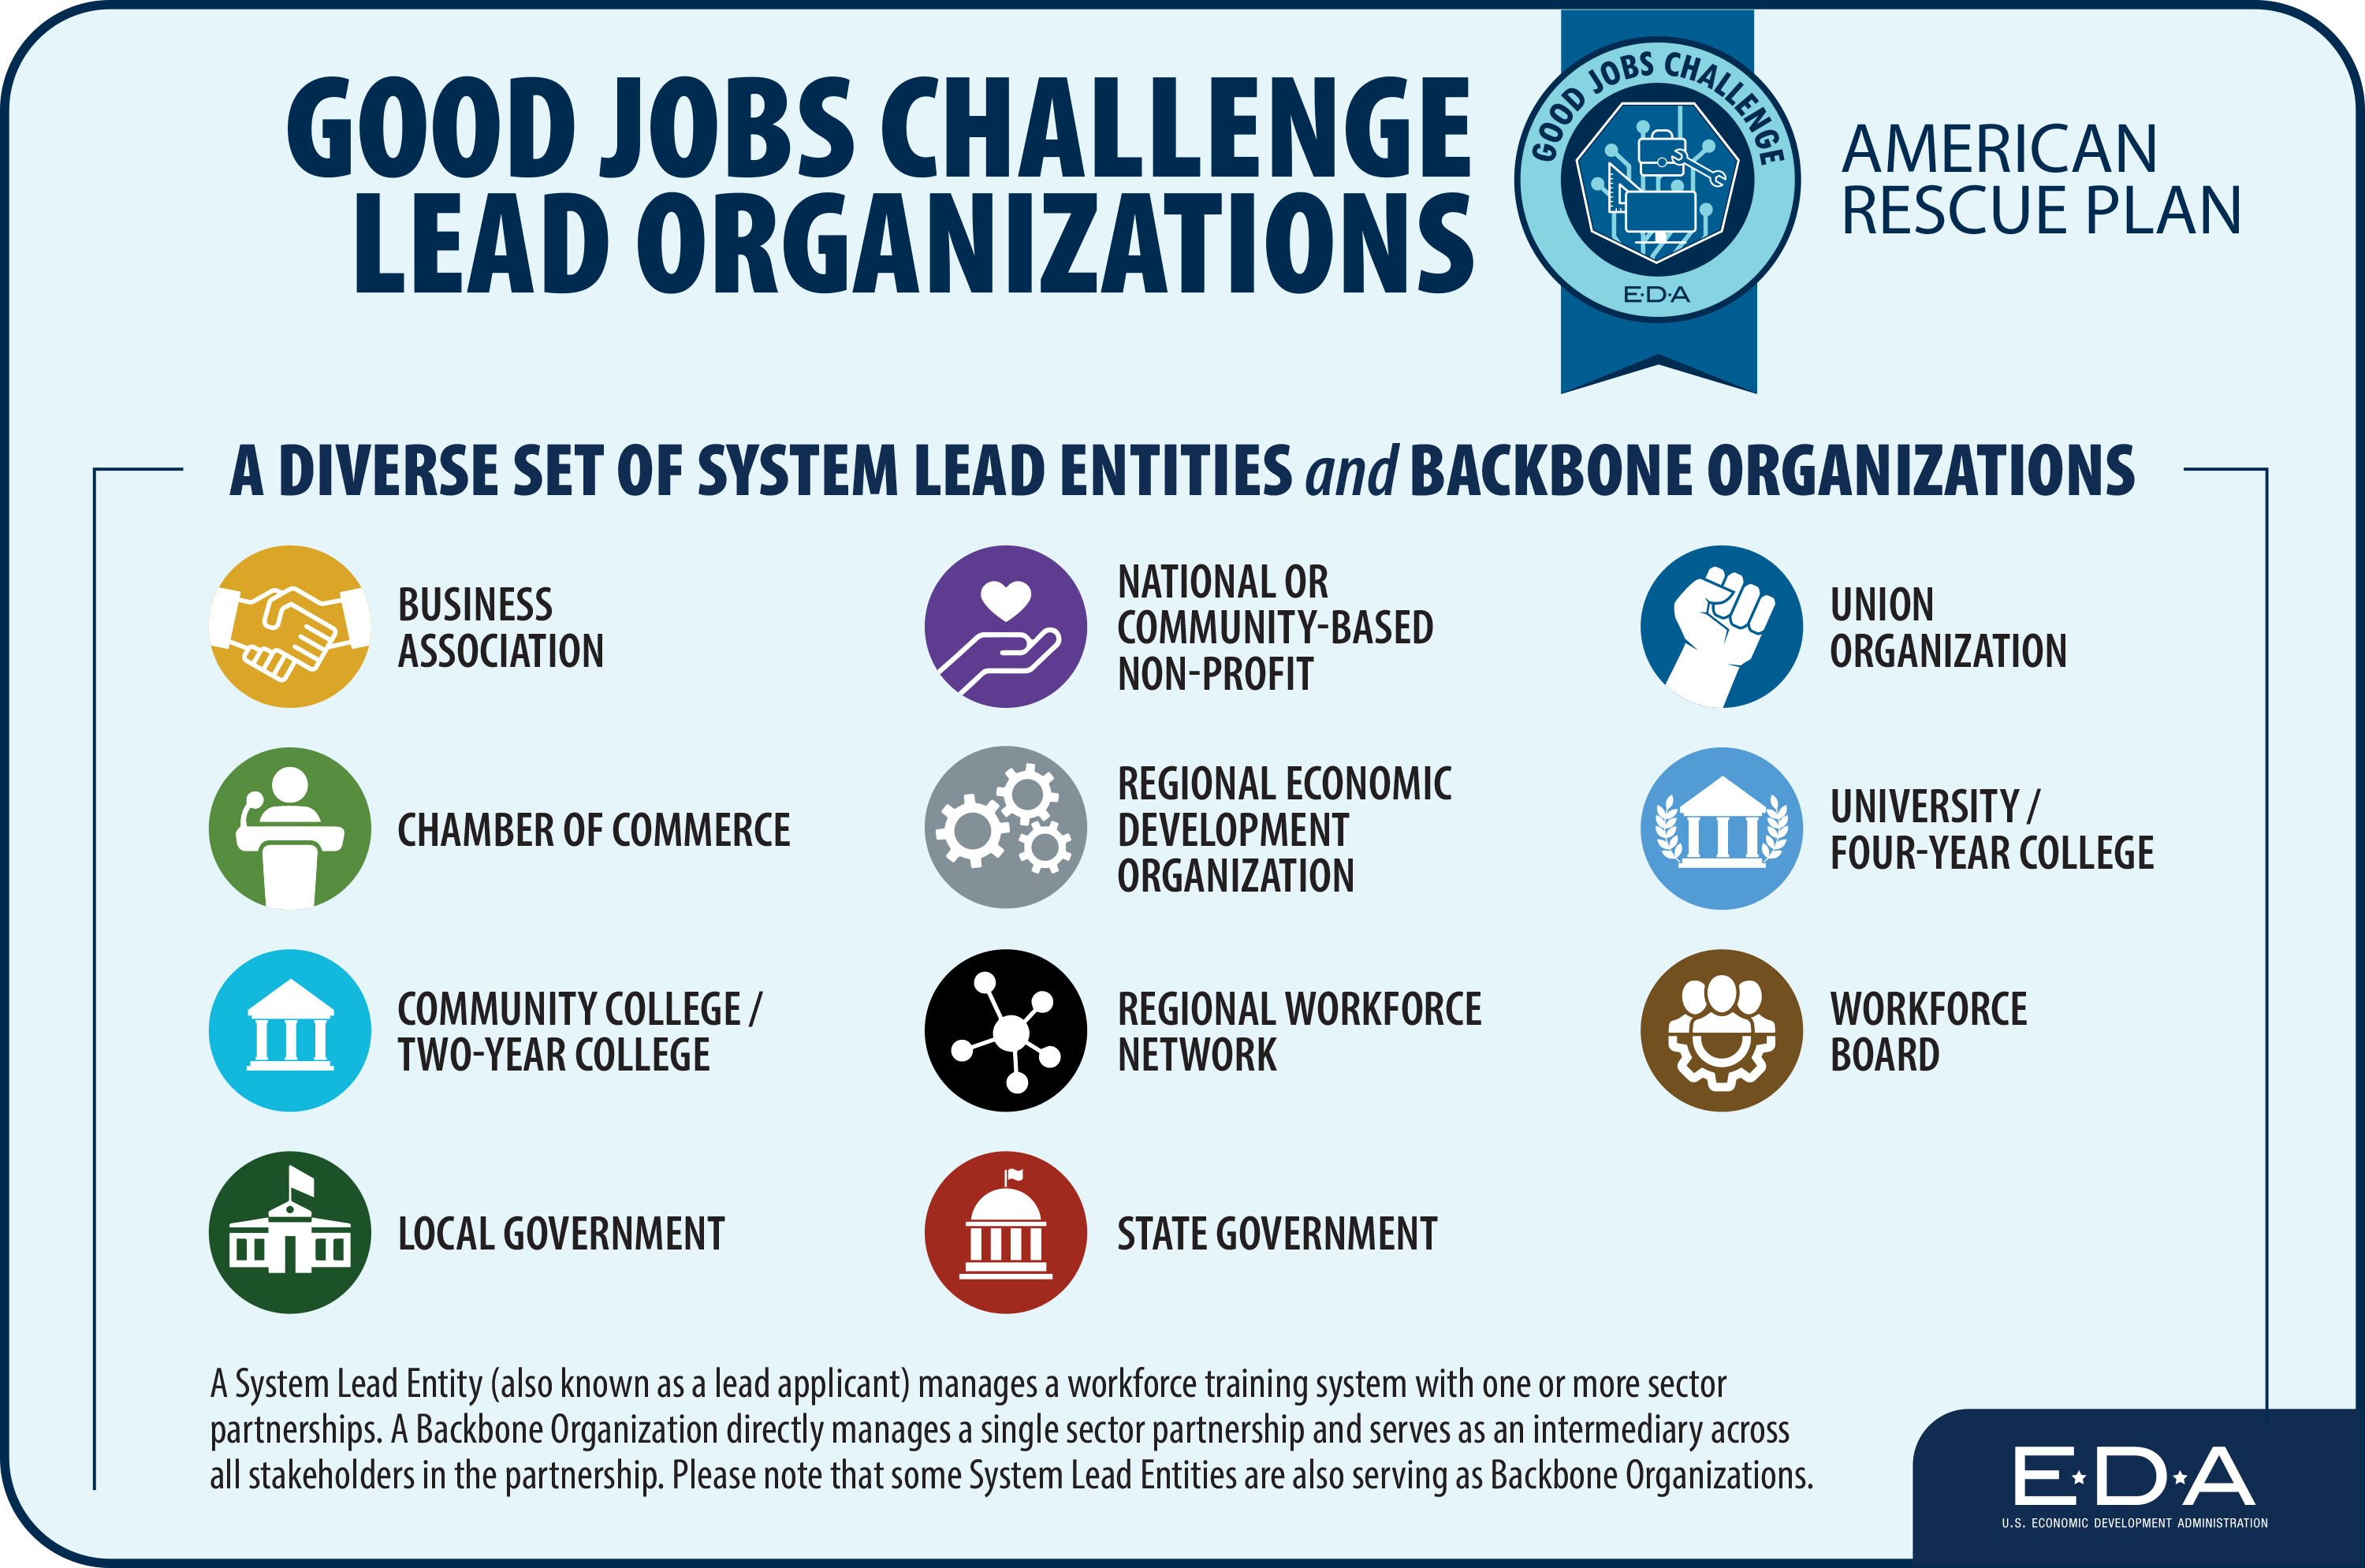 GOOD JOBS CHALLENGE
LEAD ORGANIZATIONS
GOOD JOBS CHALLENGE
E·D·A
AMERICAN
RESCUE PLAN
A DIVERSE SET OF SYSTEM LEAD ENTITIES and BACKBONE ORGANIZATIONS
BUSINESS
ASSOCIATION
CHAMBER OF COMMERCE
COMMUNITY COLLEGE /
TWO-YEAR COLLEGE
LOCAL GOVERNMENT
NATIONAL OR
COMMUNITY-BASED
NON-PROFIT
REGIONAL ECONOMIC
DEVELOPMENT
ORGANIZATION
REGIONAL WORKFORCE
NETWORK
STATE GOVERNMENT
UNION
ORGANIZATION
UNIVERSITY /
FOUR-YEAR COLLEGE
WORKFORCE
BOARD
A System Lead Entity (also known as a lead applicant) manages a workforce training system with one or more sector
partnerships. A Backbone Organization directly manages a single sector partnership and serves as an intermediary across
all stakeholders in the partnership. Please note that some System Lead Entities are also serving as Backbone Organizations.
E★D★A
U.S. ECONOMIC DEVELOPMENT ADMINISTRATION